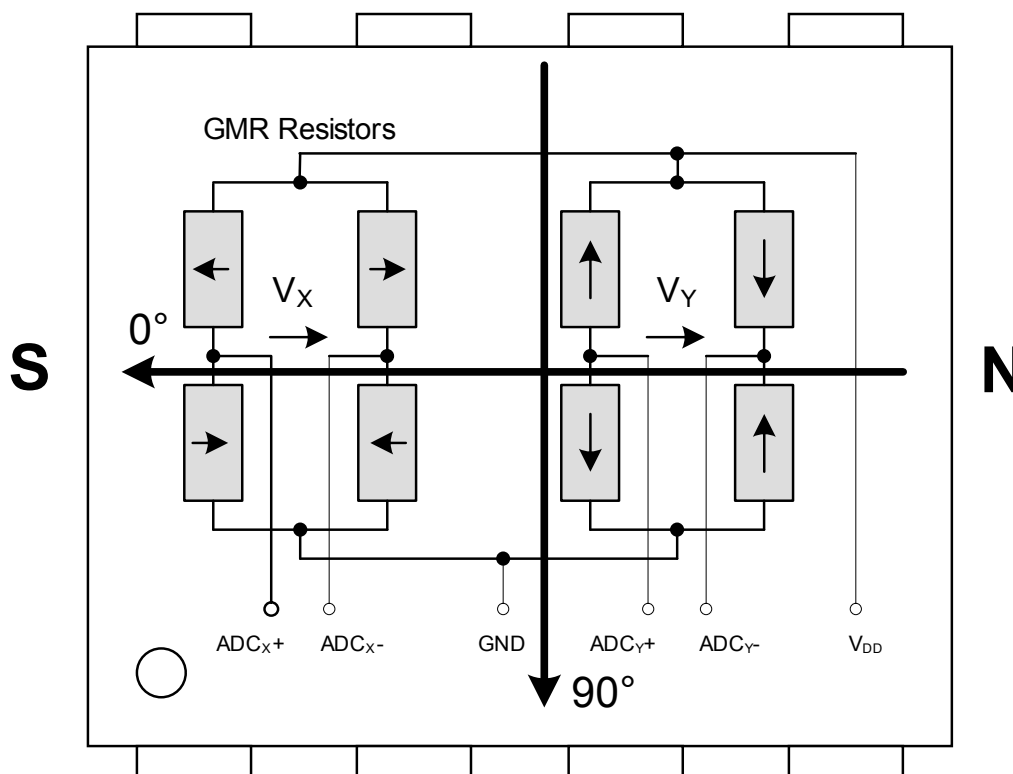 GMR Resistors
V_X
V_Y
0°
S
N
ADC_X+
ADC_X-
GND
ADC_Y+
ADC_Y-
V_DD
90°